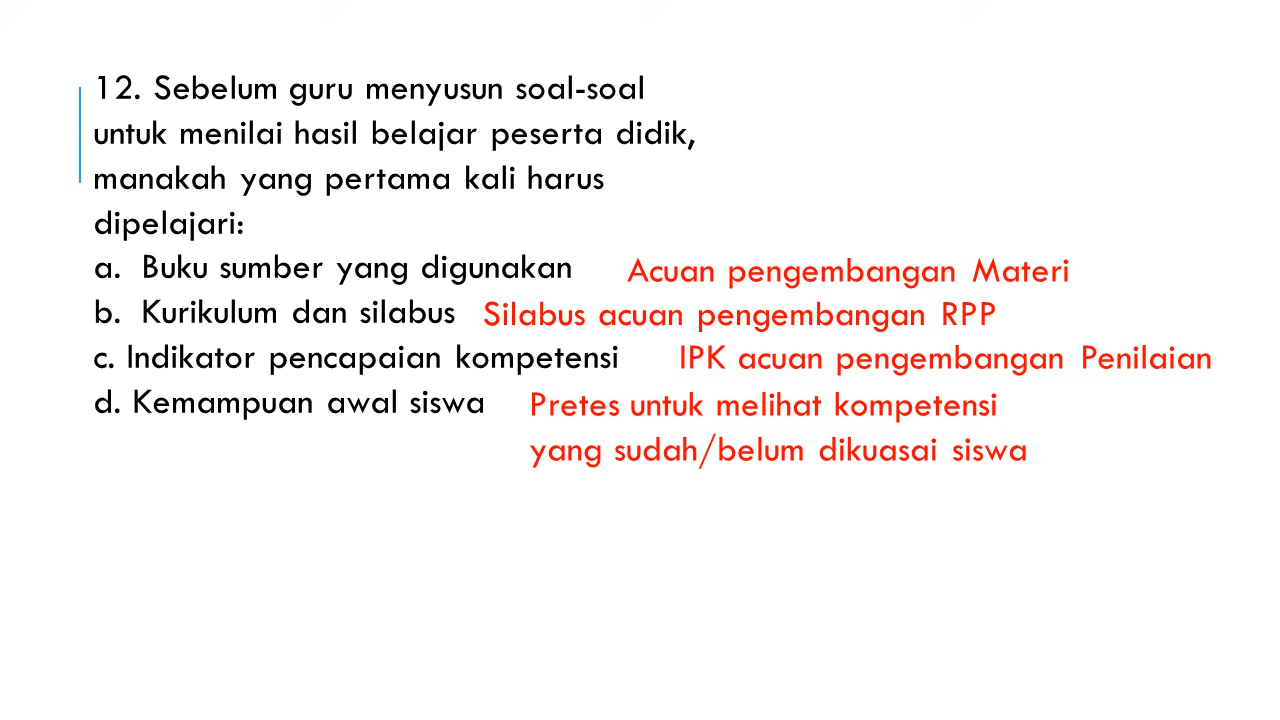 12. Sebelum guru menyusun soal-soal
untuk menilai hasil belajar peserta didik,
manakah yang pertama kali harus
dipelajari:
a. Buku sumber yang digunakan Acuan pengembangan Materi
b. Kurikulum dan silabus Silabus acuan pengembangan RPP
c. Indikator pencapaian kompetensi IPK acuan pengembangan Penilaian
d. Kemampuan awal siswa Pretes untuk melihat kompetensi
yang sudah/belum dikuasai siswa